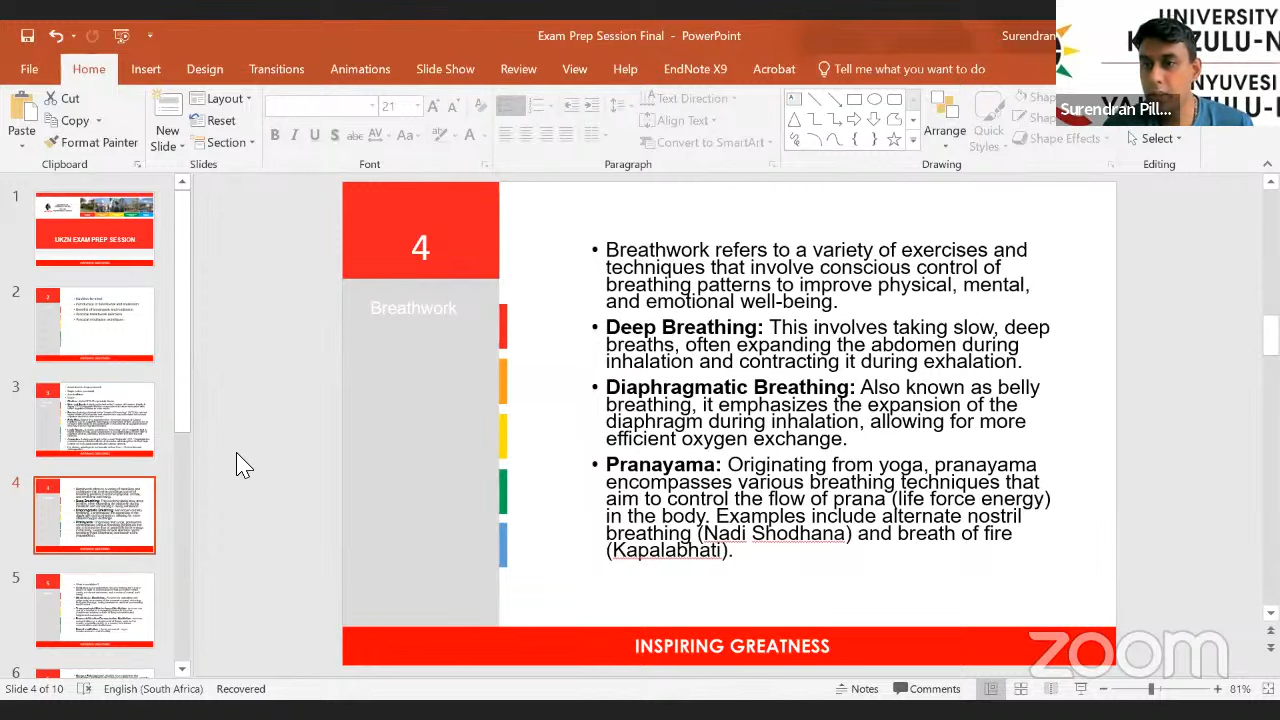 Exam Prep Session Final - PowerPoint
Surendran
UNIVERSITY
File Home Insert Design Transitions Animations Slide Show Review View Help EndNote X9 Acrobat Tell me what you want to do
Surendran Pill...
Cut
Copy
Format Painter
Paste
Clipboard
New
Slide
Layout
Reset
Section
Slides
21
Font
Text Direction
Align Text
Convert to SmartArt
Paragraph
Arrange
Quick
Styles
Shape Effects
Drawing
Select
Editing
1
UKZN EXAM PREP SESSION
2
3
4
5
6
4
Breathwork
• Breathwork refers to a variety of exercises and
techniques that involve conscious control of
breathing patterns to improve physical, mental,
and emotional well-being.
• Deep Breathing: This involves taking slow, deep
breaths, often expanding the abdomen during
inhalation and contracting it during exhalation.
• Diaphragmatic Breathing: Also known as belly
breathing, it emphasizes the expansion of the
diaphragm during inhalation, allowing for more
efficient oxygen exchange.
• Pranayama: Originating from yoga, pranayama
encompasses various breathing techniques that
aim to control the flow of prana (life force energy)
in the body. Examples include alternate nostril
breathing (Nadi Shodhana) and breath of fire
(Kapalabhati).
INSPIRING GREATNESS
zoom
Slide 4 of 10 English (South Africa) Recovered Notes Comments 81%